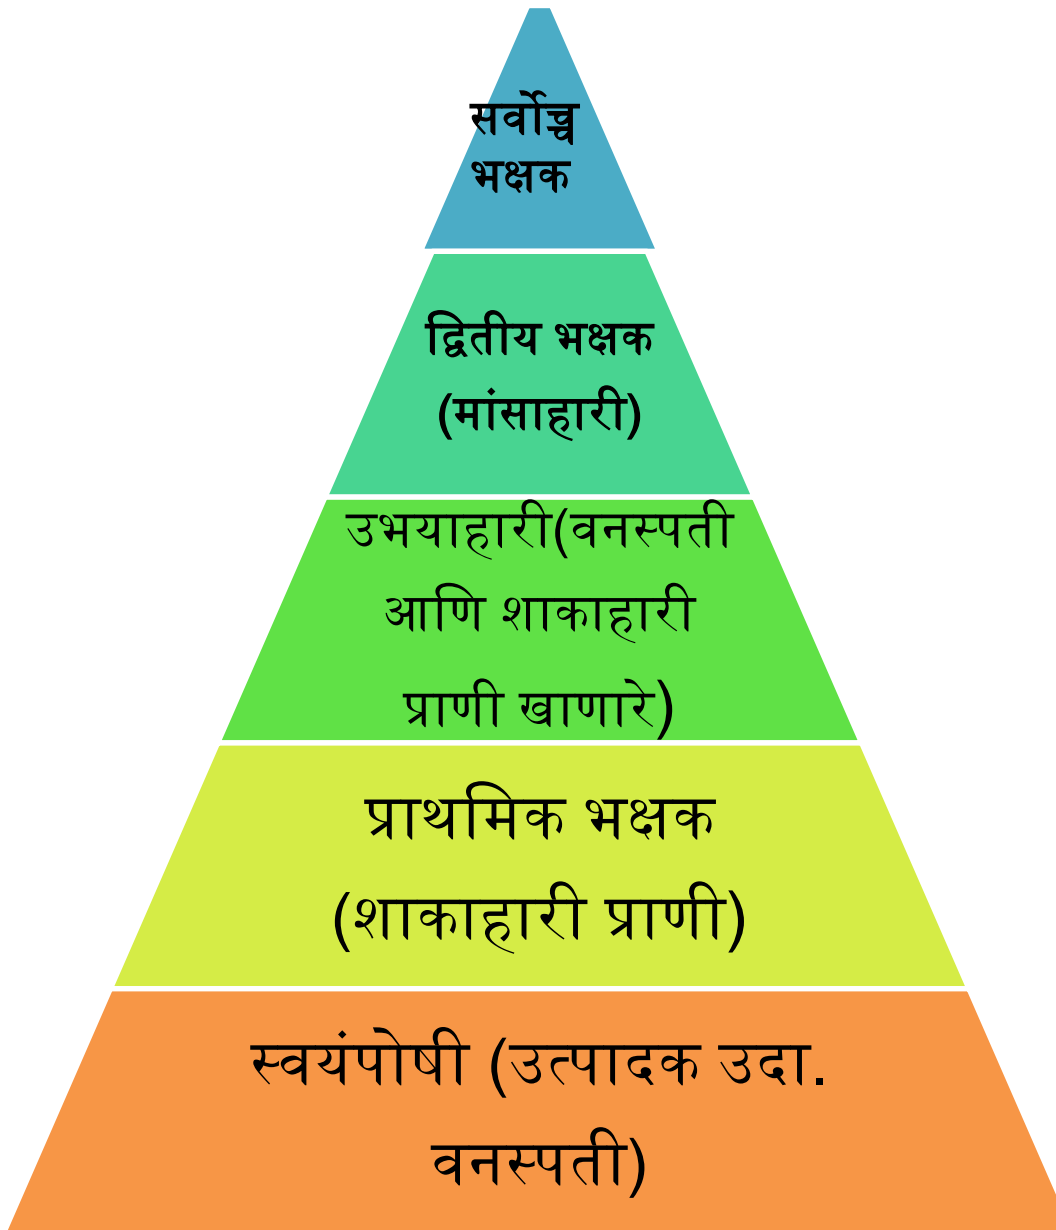 सर्वोच्च
भक्षक
द्वितीय भक्षक
(मांसाहारी)
उभयाहारी(वनस्पती
आणि शाकाहारी
प्राणी खाणारे)
प्राथमिक भक्षक
(शाकाहारी प्राणी)
स्वयंपोषी (उत्पादक उदा.
वनस्पती)